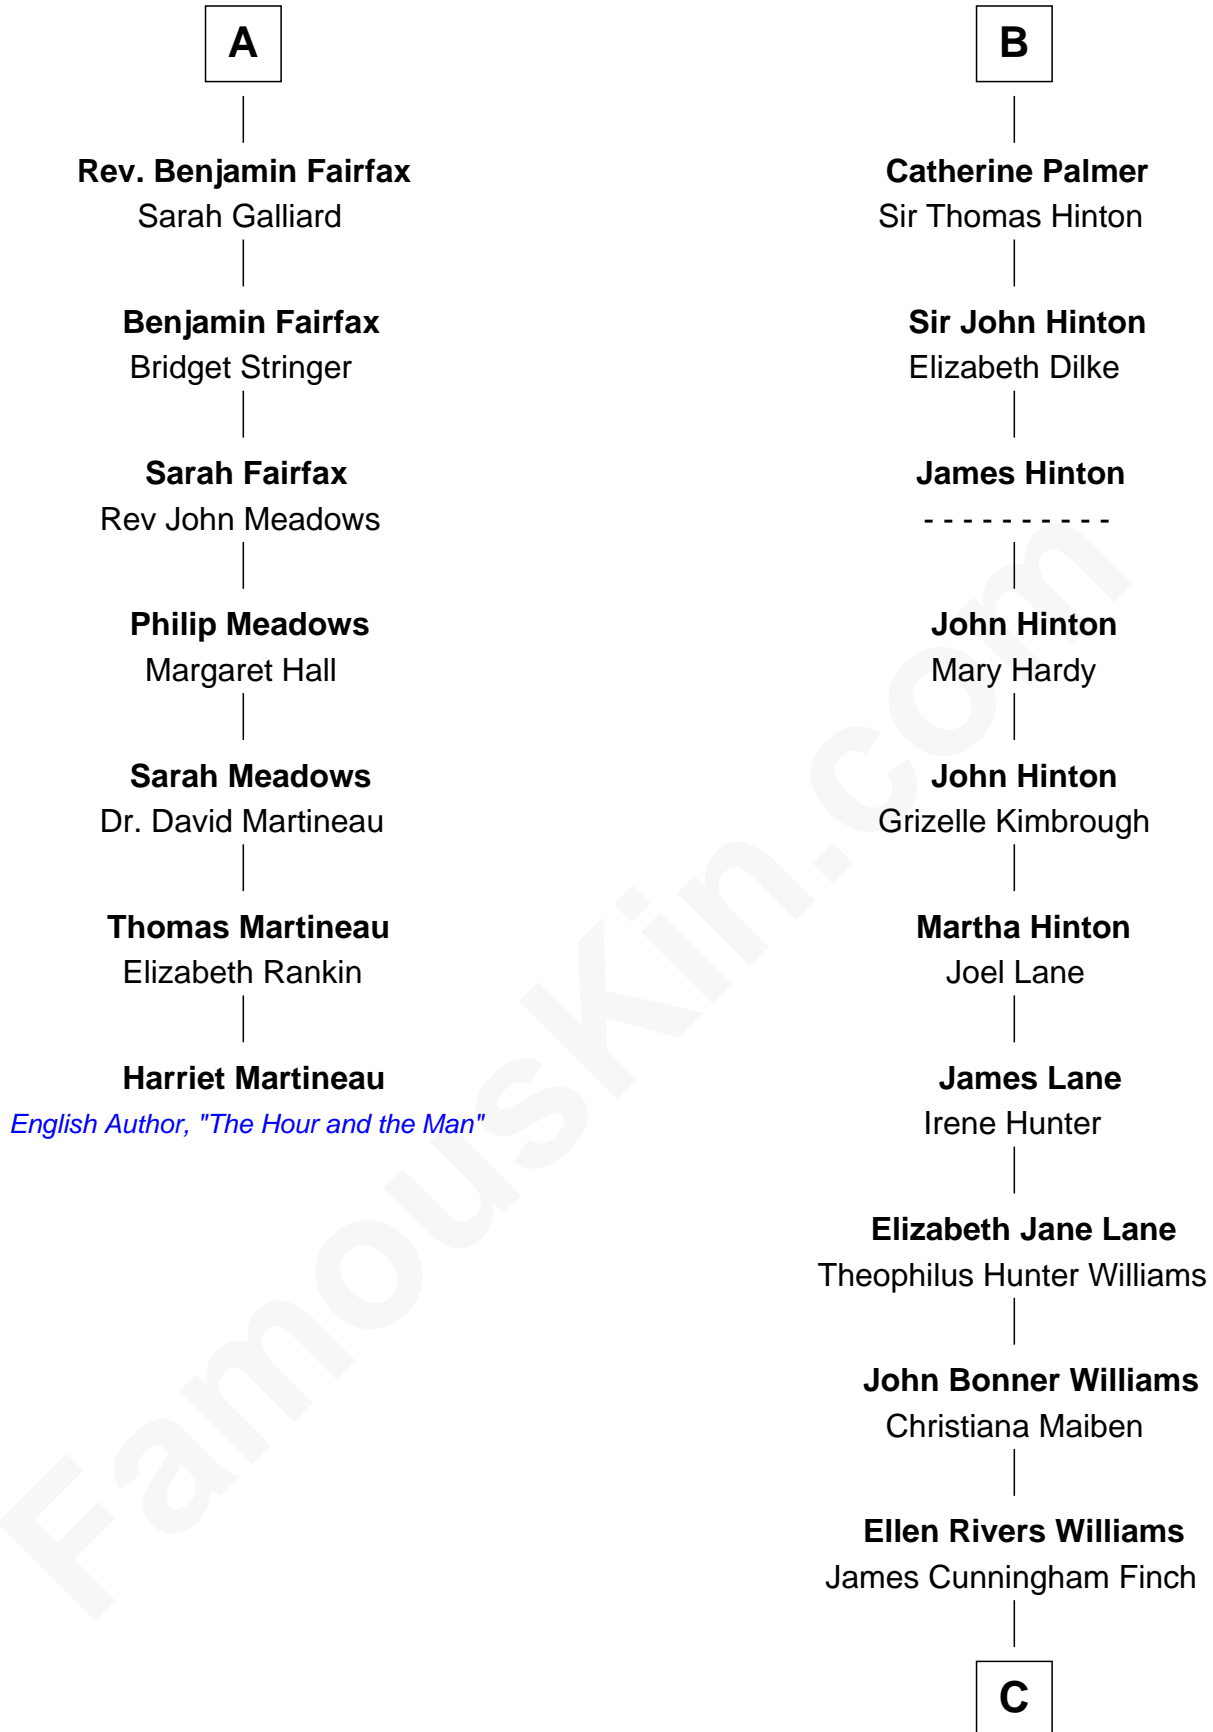 A
Rev. Benjamin Fairfax
Sarah Galliard
Benjamin Fairfax
Bridget Stringer
Sarah Fairfax
Rev John Meadows
Philip Meadows
Margaret Hall
Sarah Meadows
Dr. David Martineau
Thomas Martineau
Elizabeth Rankin
Harriet Martineau
English Author, "The Hour and the Man"
B
Catherine Palmer
Sir Thomas Hinton
Sir John Hinton
Elizabeth Dilke
James Hinton
- - - - - - - - - -
John Hinton
Mary Hardy
John Hinton
Grizelle Kimbrough
Martha Hinton
Joel Lane
James Lane
Irene Hunter
Elizabeth Jane Lane
Theophilus Hunter Williams
John Bonner Williams
Christiana Maiben
Ellen Rivers Williams
James Cunningham Finch
C
FamousKin.com